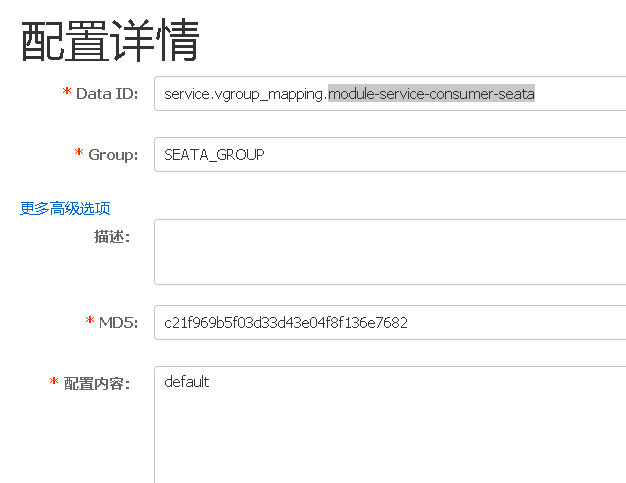 配置详情
* Data ID: service.vgroup_mapping.module-service-consumer-seata
* Group: SEATA_GROUP
更多高级选项
描述:
* MD5: c21f969b5f03d33d43e04f8f136e7682
* 配置内容: default